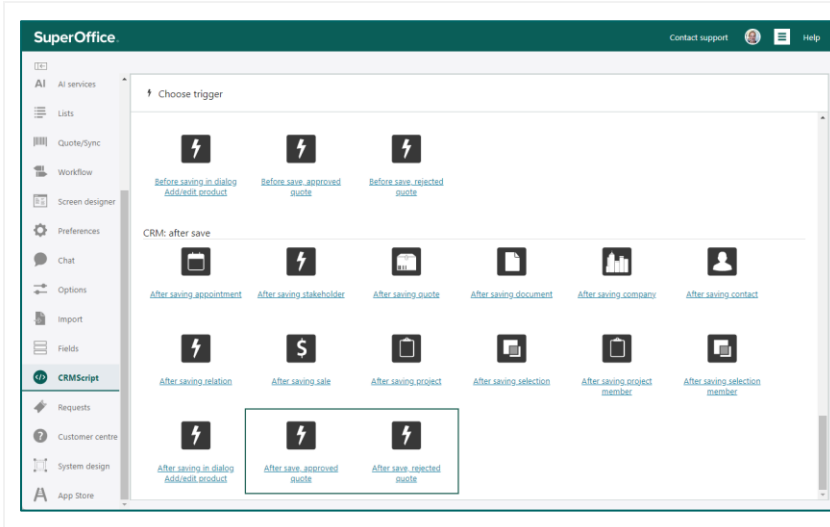 SuperOffice.
Contact support
Help
AI AI services
Lists
Quote/Sync
Workflow
Screen designer
Preferences
Chat
Options
Import
Fields
CRMScript
Requests
Customer centre
System design
App Store
Choose trigger
Before saving in dialog
Add/edit product
Before save, approved
quote
Before save, rejected
quote
CRM: after save
After saving appointment
After saving stakeholder
After saving quote
After saving document
After saving company
After saving contact
After saving relation
After saving sale
After saving project
After saving selection
After saving project
member
After saving selection
member
After saving in dialog
Add/edit product
After save, approved
quote
After save, rejected
quote